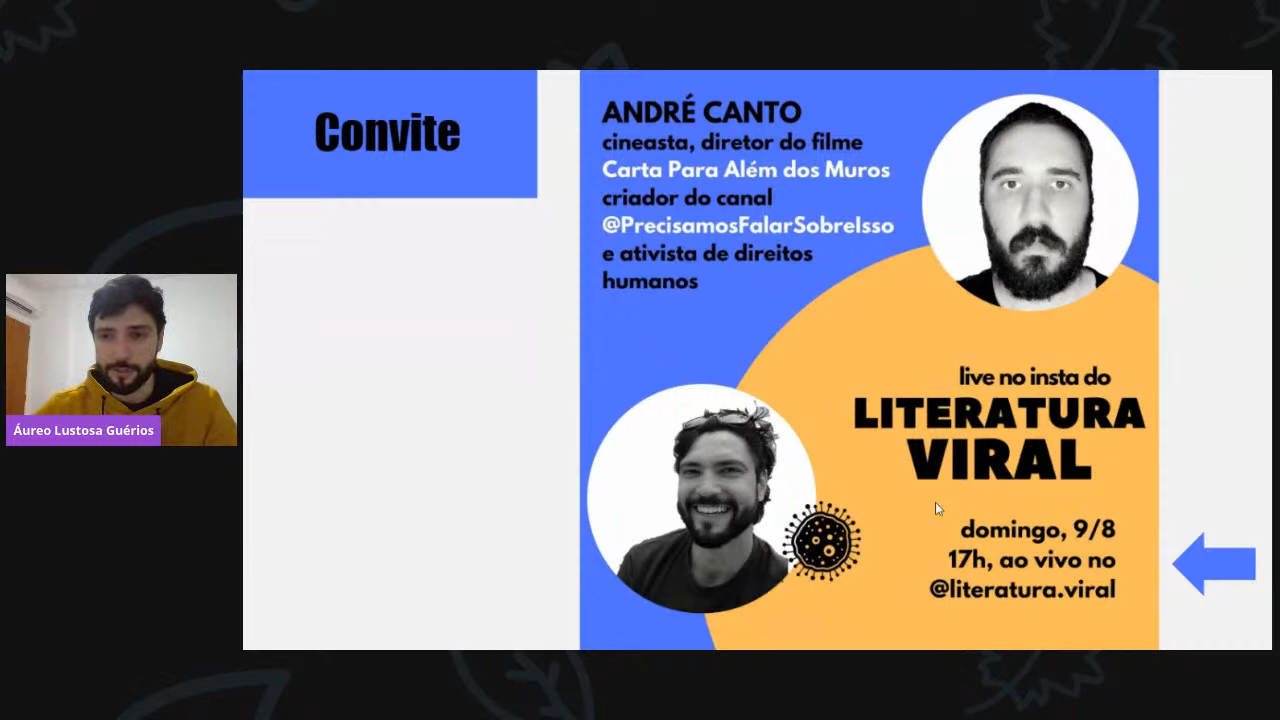 Convite
ANDRÉ CANTO
cineasta, diretor do filme
Carta Para Além dos Muros
criador do canal
@PrecisamosFalarSobreIsso
e ativista de direitos
humanos
live no insta do
LITERATURA
VIRAL
domingo, 9/8
17h, ao vivo no
@literatura.viral
Áureo Lustosa Guérios